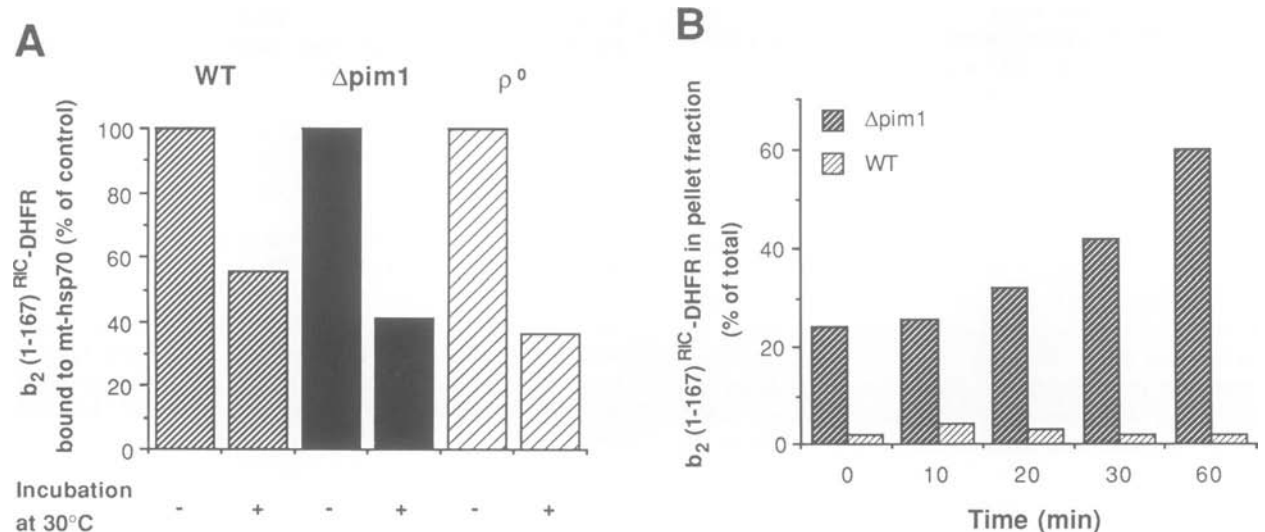 A
WT Δpim1 ρ⁰
b₂ (1-167)ᴿᴵᶜ-DHFR
bound to mt-hsp70 (% of control)
100
80
60
40
20
0
Incubation
at 30°C
- + - + - +
B
Δpim1
WT
b₂ (1-167)ᴿᴵᶜ-DHFR in pellet fraction
(% of total)
60
40
20
0
0 10 20 30 60
Time (min)